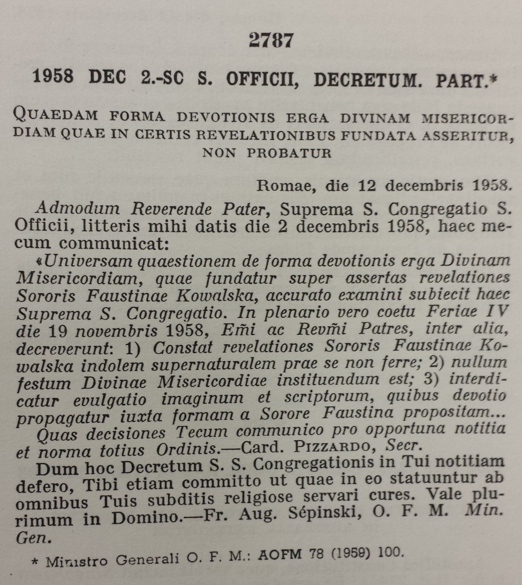 2787
1958 DEC 2.-SC S. OFFICII, DECRETUM. PART.*
QUAEDAM FORMA DEVOTIONIS ERGA DIVINAM MISERICOR-
DIAM QUAE IN CERTIS REVELATIONIBUS FUNDATA ASSERITUR,
NON PROBATUR
Romae, die 12 decembris 1958.
Admodum Reverende Pater, Suprema S. Congregatio S.
Officii, litteris mihi datis die 2 decembris 1958, haec me-
cum communicat:
«Universam quaestionem de forma devotionis erga Divinam
Misericordiam, quae fundatur super assertas revelationes
Sororis Faustinae Kowalska, accurato examini subiecit haec
Suprema S. Congregatio. In plenario vero coetu Feriae IV
die 19 novembris 1958, Em̃i ac Reṽmi Patres, inter alia,
decreverunt: 1) Constat revelationes Sororis Faustinae Ko-
walska indolem supernaturalem prae se non ferre; 2) nullum
festum Divinae Misericordiae instituendum est; 3) interdi-
catur evulgatio imaginum et scriptorum, quibus devotio
propagatur iuxta formam a Sorore Faustina propositam...
Quas decisiones Tecum communico pro opportuna notitia
et norma totius Ordinis.—Card. PIZZARDO, Secr.
Dum hoc Decretum S. S. Congregationis in Tui notitiam
defero, Tibi etiam committo ut quae in eo statuuntur ab
omnibus Tuis subditis religiose servari cures. Vale plu-
rimum in Domino.—Fr. Aug. Sépinski, O. F. M. Min.
Gen.
* Ministro Generali O. F. M.: AOFM 78 (1959) 100.